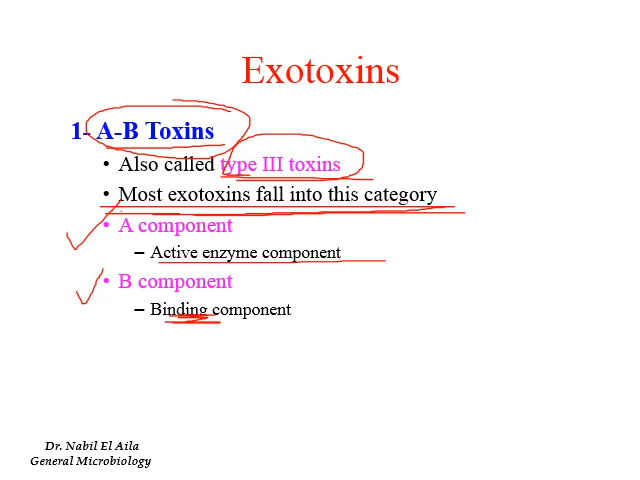 Exotoxins
1- A-B Toxins
• Also called type III toxins
• Most exotoxins fall into this category
• A component
– Active enzyme component
• B component
– Binding component
Dr. Nabil El Aila
General Microbiology